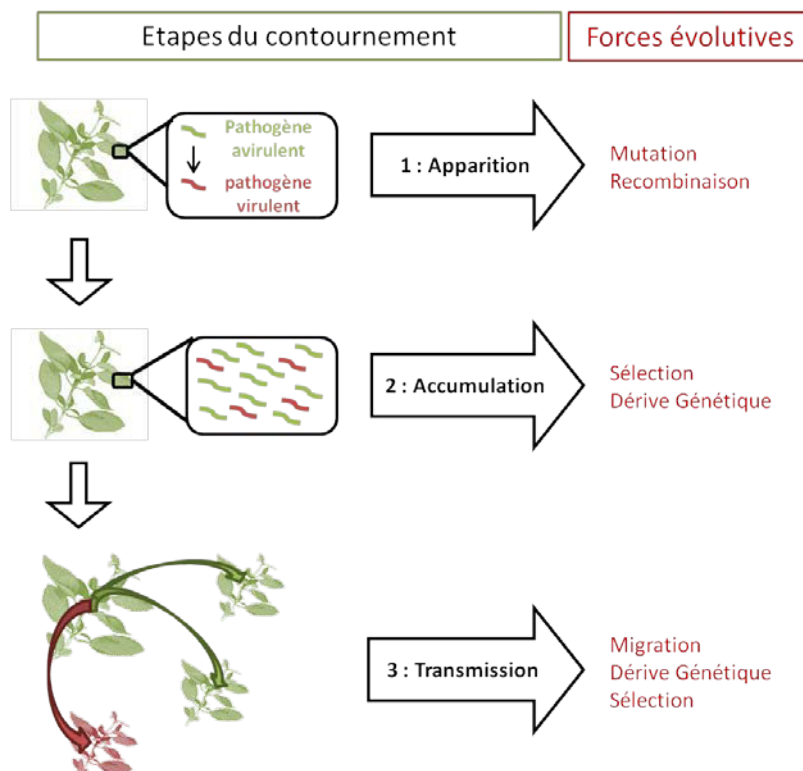 Etapes du contournement
Forces évolutives
Pathogène
avirulent
pathogène
virulent
1 : Apparition
Mutation
Recombinaison
2 : Accumulation
Sélection
Dérive Génétique
3 : Transmission
Migration
Dérive Génétique
Sélection